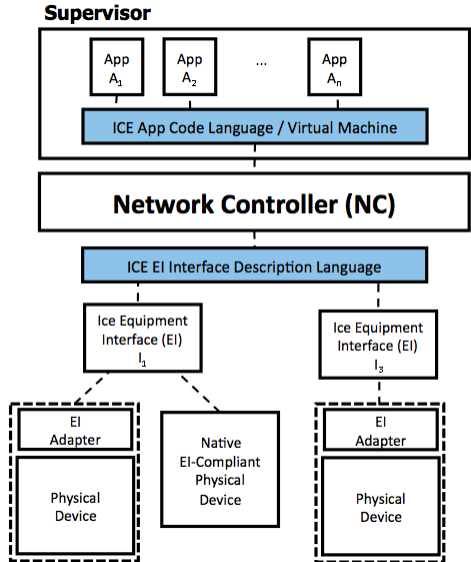 Supervisor
App
A1
App
A2
...
App
An
ICE App Code Language / Virtual Machine
Network Controller (NC)
ICE EI Interface Description Language
Ice Equipment
Interface (EI)
I1
Ice Equipment
Interface (EI)
I3
EI
Adapter
Physical
Device
Native
EI-Compliant
Physical
Device
EI
Adapter
Physical
Device